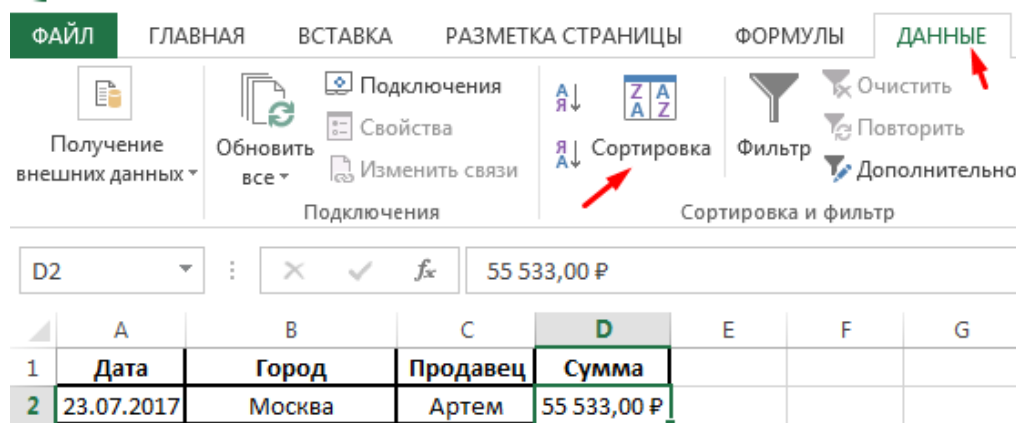 ФАЙЛ ГЛАВНАЯ ВСТАВКА РАЗМЕТКА СТРАНИЦЫ ФОРМУЛЫ ДАННЫЕ
Получение внешних данных
Обновить все
Подключения
Свойства
Изменить связи
Подключения
А Я
Я А
Z A A Z
Сортировка
Фильтр
Очистить
Повторить
Дополнительно
Сортировка и фильтр
D2 fx 55 533,00 ₽
A B C D E F G
1 Дата Город Продавец Сумма
2 23.07.2017 Москва Артем 55 533,00 ₽